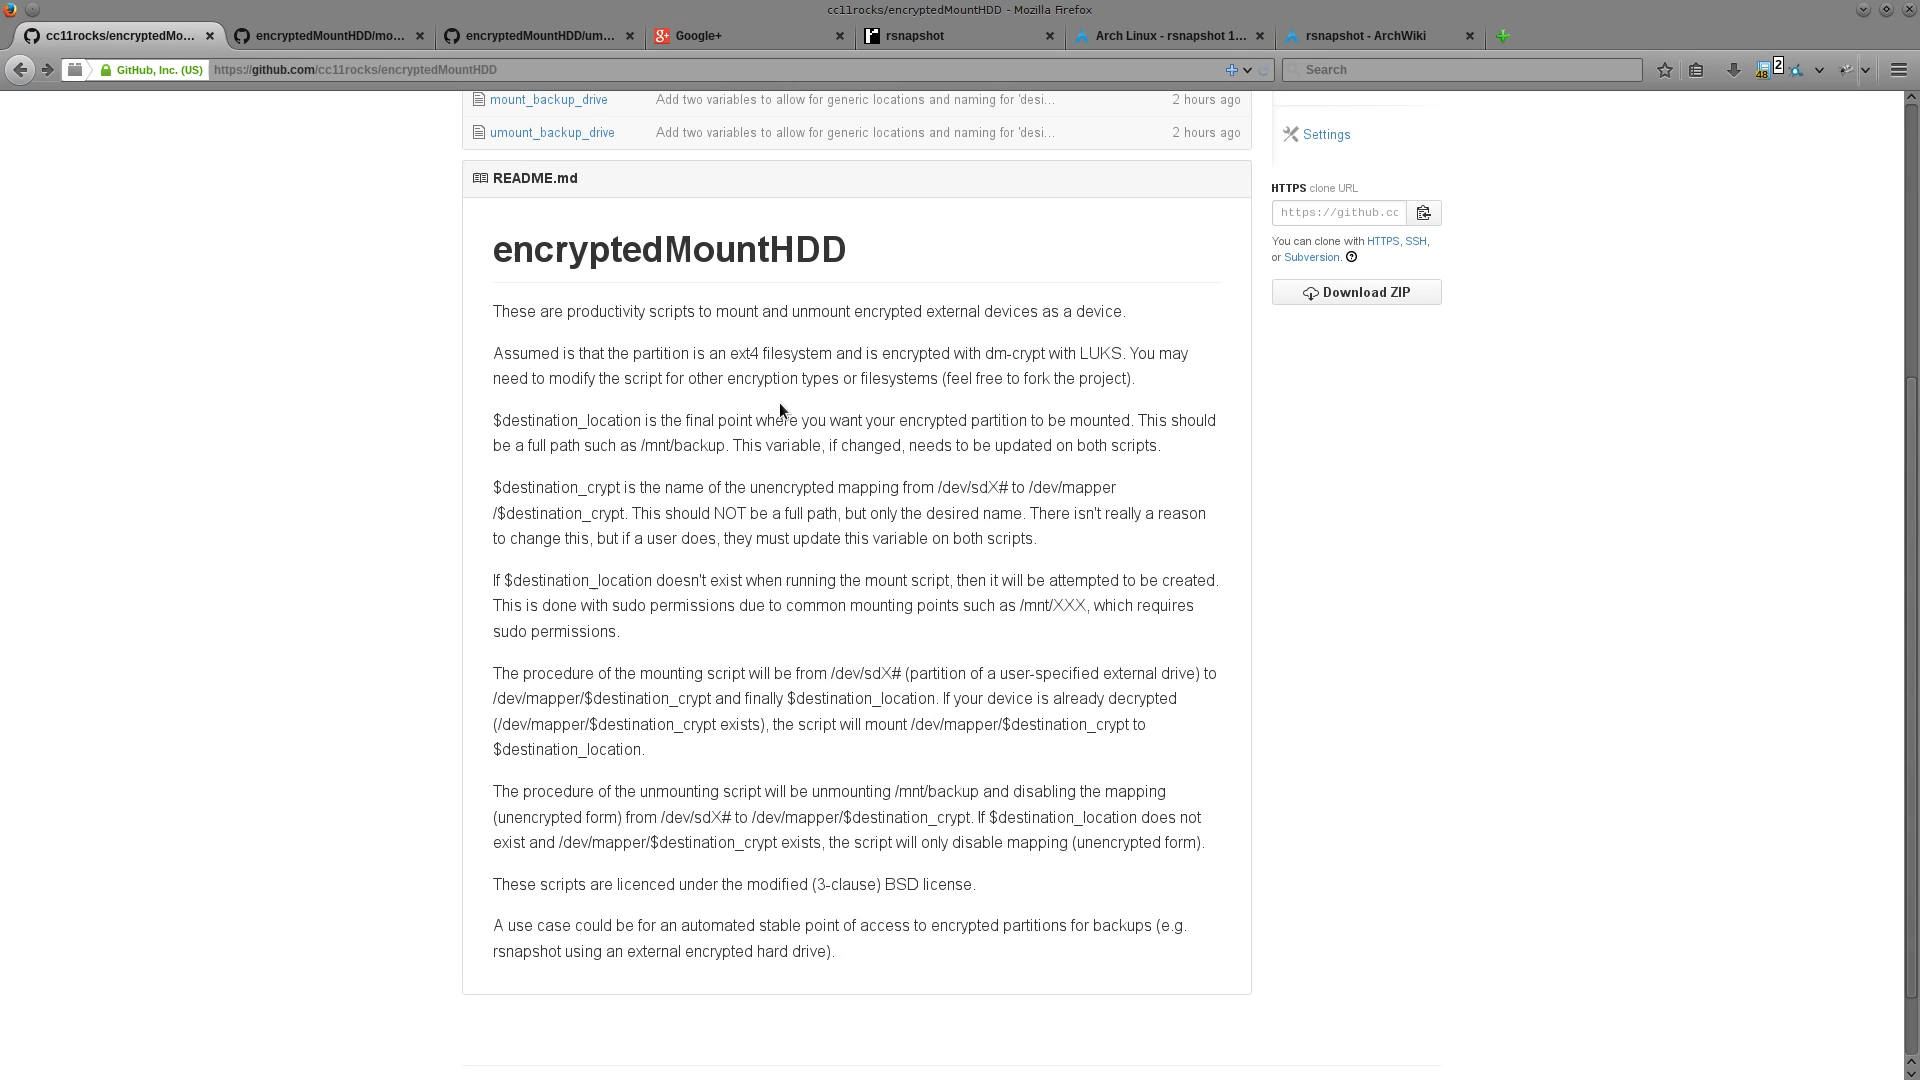 cc11rocks/encryptedMountHDD - Mozilla Firefox
cc11rocks/encryptedMo...
encryptedMountHDD/mo...
encryptedMountHDD/um...
Google+
rsnapshot
Arch Linux - rsnapshot 1...
rsnapshot - ArchWiki
GitHub, Inc. (US)
https://github.com/cc11rocks/encryptedMountHDD
Search
48
2
mount_backup_drive Add two variables to allow for generic locations and naming for 'desi... 2 hours ago
umount_backup_drive Add two variables to allow for generic locations and naming for 'desi... 2 hours ago
README.md
encryptedMountHDD
These are productivity scripts to mount and unmount encrypted external devices as a device.
Assumed is that the partition is an ext4 filesystem and is encrypted with dm-crypt with LUKS. You may
need to modify the script for other encryption types or filesystems (feel free to fork the project).
$destination_location is the final point where you want your encrypted partition to be mounted. This should
be a full path such as /mnt/backup. This variable, if changed, needs to be updated on both scripts.
$destination_crypt is the name of the unencrypted mapping from /dev/sdX# to /dev/mapper
/$destination_crypt. This should NOT be a full path, but only the desired name. There isn't really a reason
to change this, but if a user does, they must update this variable on both scripts.
If $destination_location doesn't exist when running the mount script, then it will be attempted to be created.
This is done with sudo permissions due to common mounting points such as /mnt/XXX, which requires
sudo permissions.
The procedure of the mounting script will be from /dev/sdX# (partition of a user-specified external drive) to
/dev/mapper/$destination_crypt and finally $destination_location. If your device is already decrypted
(/dev/mapper/$destination_crypt exists), the script will mount /dev/mapper/$destination_crypt to
$destination_location.
The procedure of the unmounting script will be unmounting /mnt/backup and disabling the mapping
(unencrypted form) from /dev/sdX# to /dev/mapper/$destination_crypt. If $destination_location does not
exist and /dev/mapper/$destination_crypt exists, the script will only disable mapping (unencrypted form).
These scripts are licenced under the modified (3-clause) BSD license.
A use case could be for an automated stable point of access to encrypted partitions for backups (e.g.
rsnapshot using an external encrypted hard drive).
Settings
HTTPS clone URL
https://github.cc
You can clone with HTTPS, SSH,
or Subversion.
Download ZIP